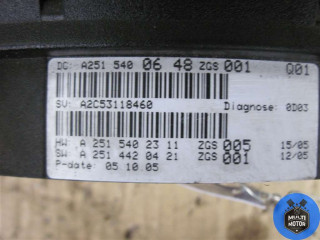 DC: A251 540 06 48 ZGS 001 Q01
SV: A2C53118460 Diagnose: 0D03
HW A 251 540 23 11 ZGS 005 15/05
SW A 251 442 04 21 ZGS 001 12/05
P-date: 05.10.05
MULTI
MOTOR